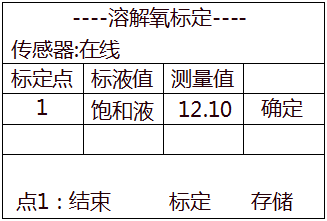 ----溶解氧标定----
传感器:在线
标定点 标液值 测量值
1 饱和液 12.10 确定
点1：结束 标定 存储